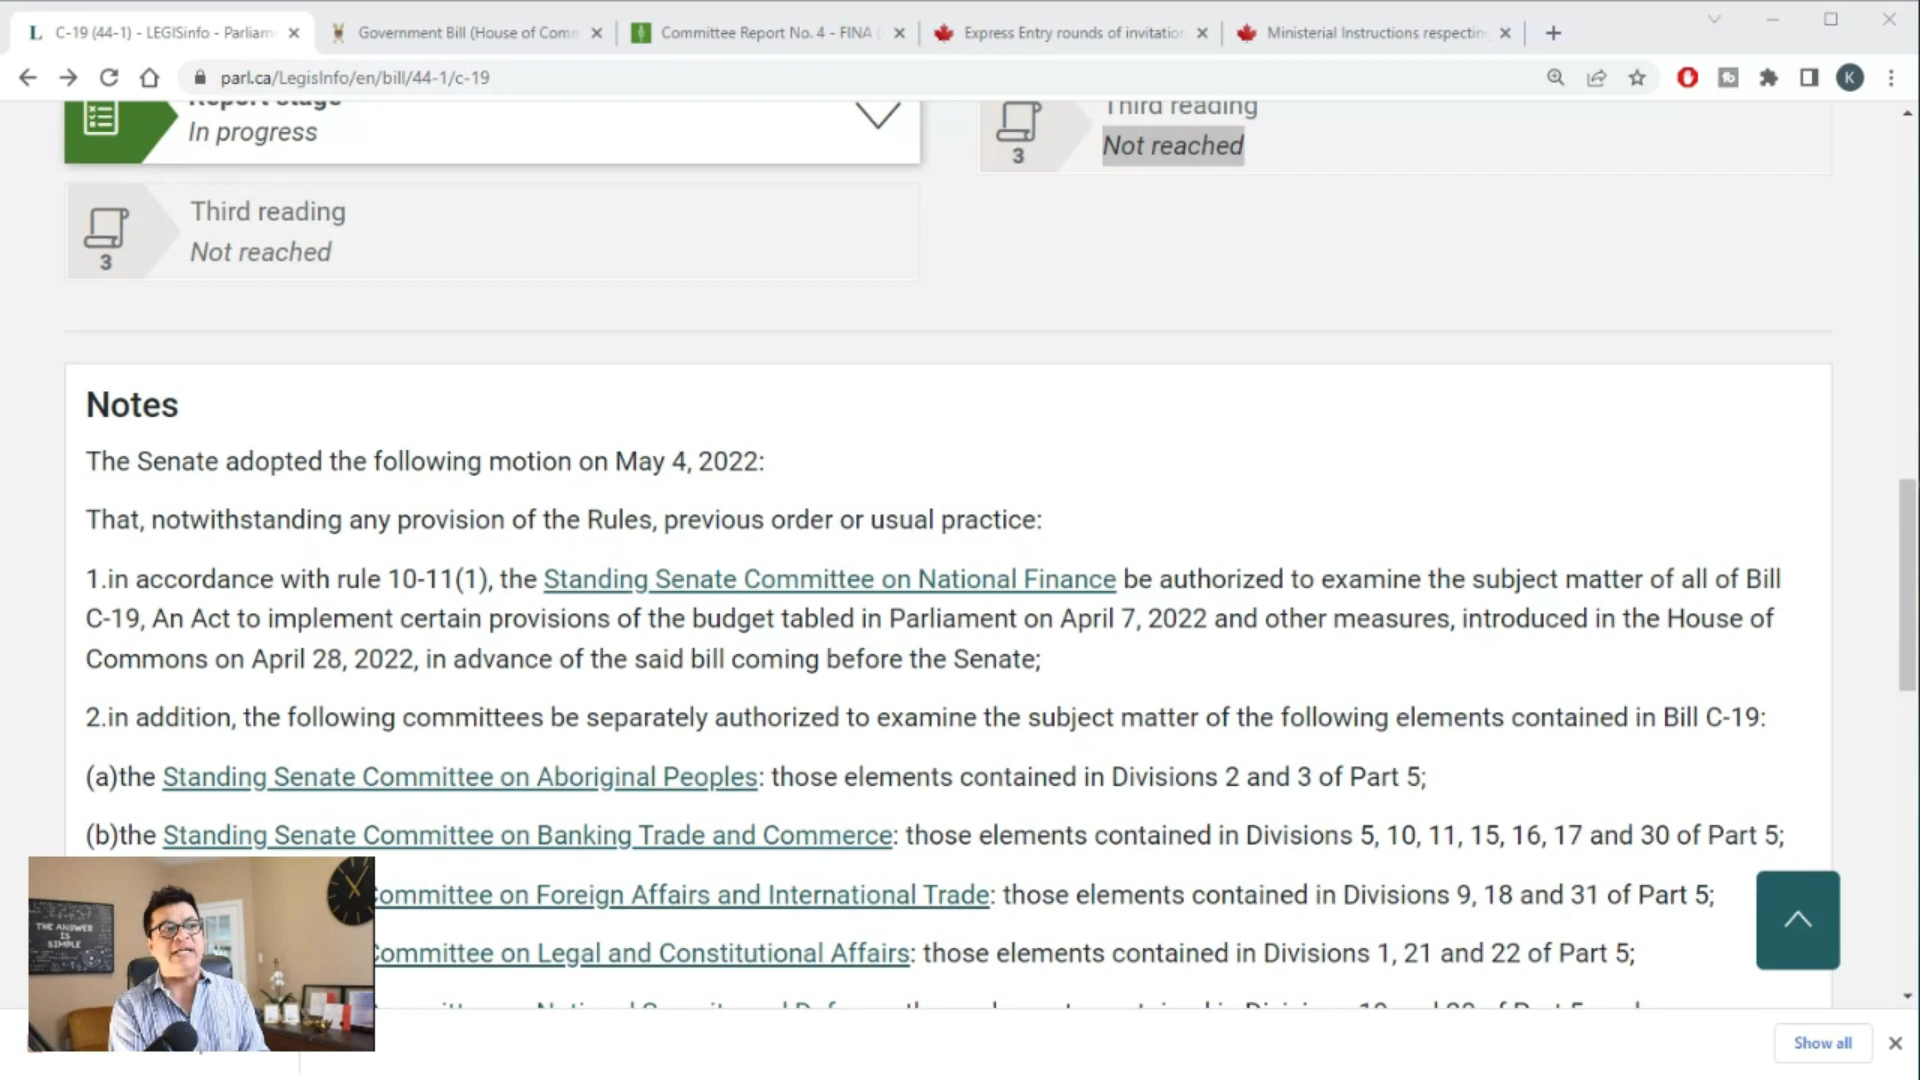 L C-19 (44-1) - LEGISinfo - Parliam
Government Bill (House of Comm
Committee Report No. 4 - FINA (
Express Entry rounds of invitation
Ministerial Instructions respecting
parl.ca/LegisInfo/en/bill/44-1/c-19
K
Report stage
In progress
3
Third reading
Not reached
3
Third reading
Not reached
Notes
The Senate adopted the following motion on May 4, 2022:
That, notwithstanding any provision of the Rules, previous order or usual practice:
1.in accordance with rule 10-11(1), the Standing Senate Committee on National Finance be authorized to examine the subject matter of all of Bill
C-19, An Act to implement certain provisions of the budget tabled in Parliament on April 7, 2022 and other measures, introduced in the House of
Commons on April 28, 2022, in advance of the said bill coming before the Senate;
2.in addition, the following committees be separately authorized to examine the subject matter of the following elements contained in Bill C-19:
(a)the Standing Senate Committee on Aboriginal Peoples: those elements contained in Divisions 2 and 3 of Part 5;
(b)the Standing Senate Committee on Banking Trade and Commerce: those elements contained in Divisions 5, 10, 11, 15, 16, 17 and 30 of Part 5;
Committee on Foreign Affairs and International Trade: those elements contained in Divisions 9, 18 and 31 of Part 5;
Committee on Legal and Constitutional Affairs: those elements contained in Divisions 1, 21 and 22 of Part 5;
THE ANSWER
IS
SIMPLE
Show all